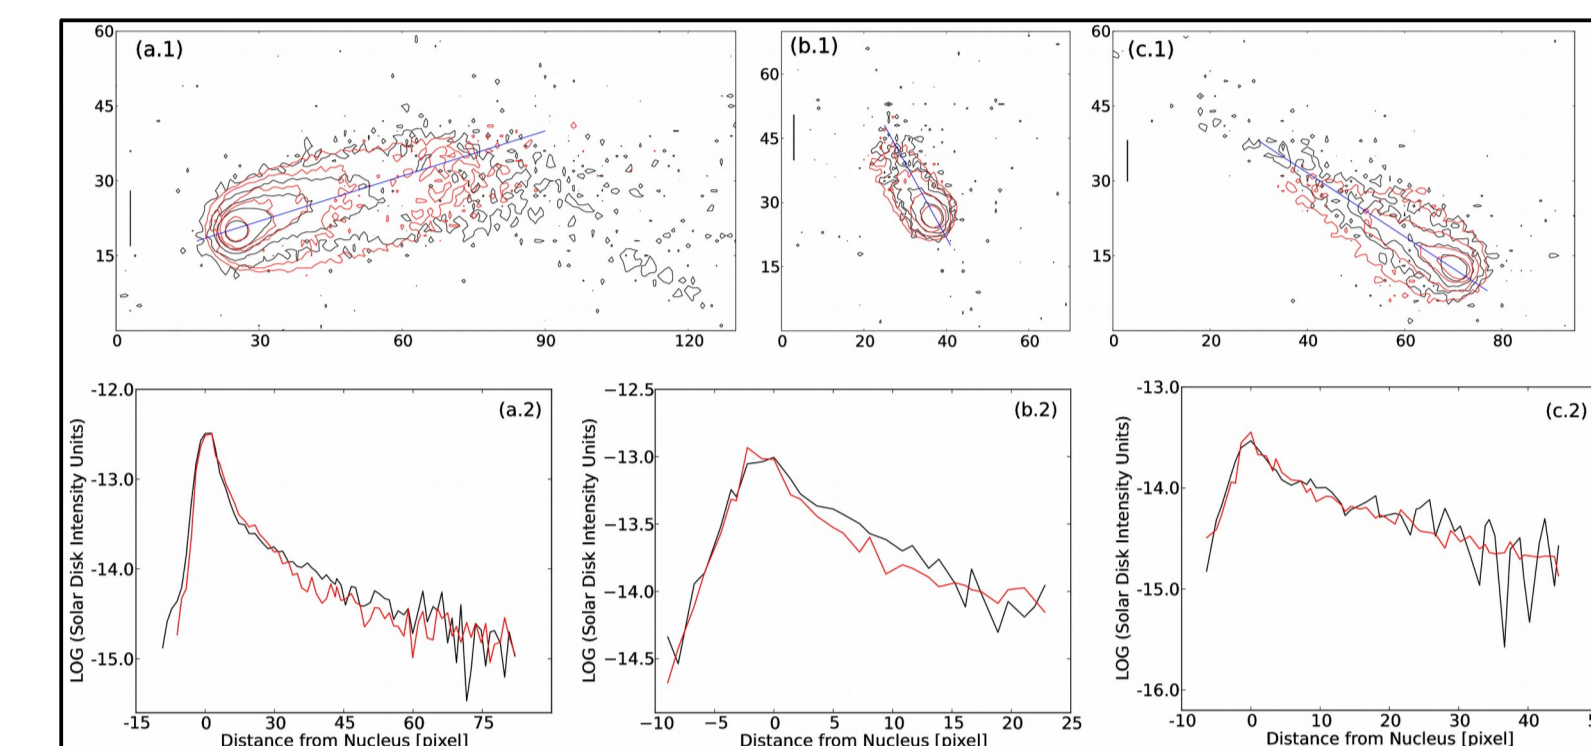 (a.1)
60
45
30
15
0 30 60 90 120
(b.1)
60
45
30
15
0 20 40 60
(c.1)
60
45
30
15
0 20 40 60 80
LOG (Solar Disk Intensity Units)
-12.0
-13.0
-14.0
-15.0
(a.2)
-15 0 30 45 75
Distance from Nucleus [pixel]
LOG (Solar Disk Intensity Units)
−12.5
−13.0
−13.5
−14.0
−14.5
(b.2)
−10 −5 0 5 10 15 20 25
Distance from Nucleus [pixel]
LOG (Solar Disk Intensity Units)
-13.0
-14.0
-15.0
-16.0
(c.2)
-10 0 10 20 30 40 5
Distance from Nucleus [pixel]